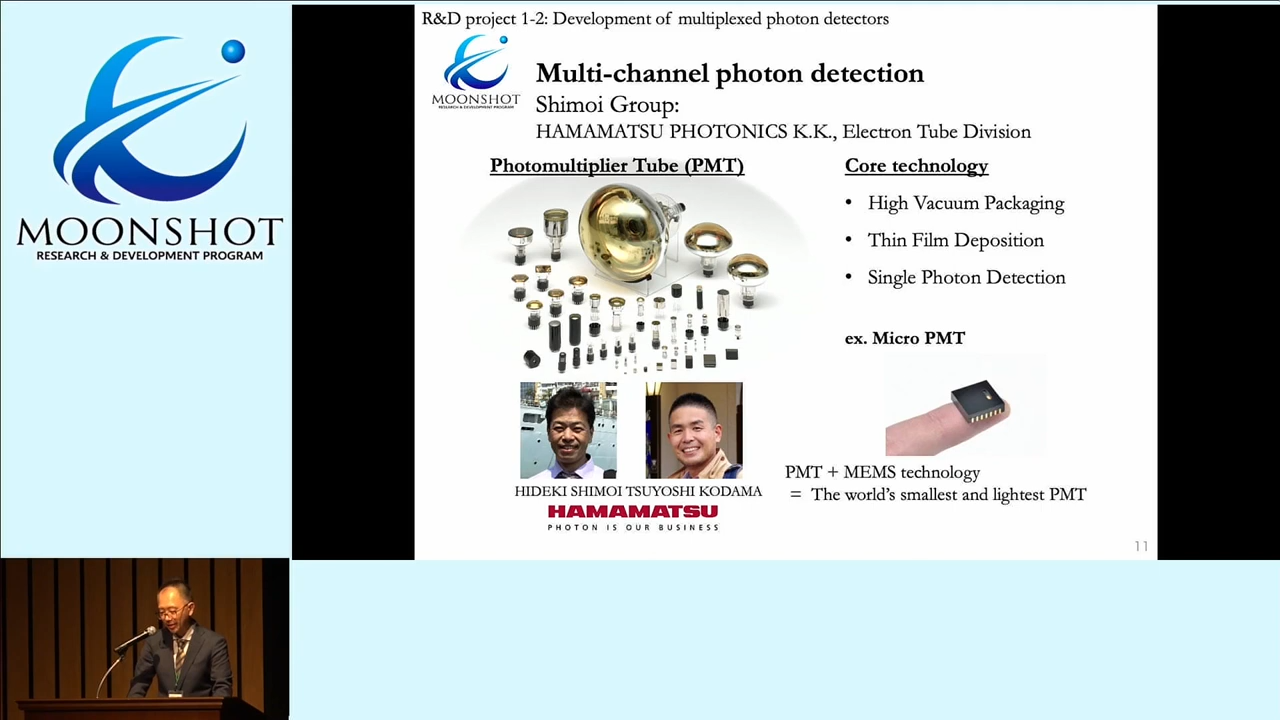 MOONSHOT
RESEARCH & DEVELOPMENT PROGRAM
R&D project 1-2: Development of multiplexed photon detectors
MOONSHOT
RESEARCH & DEVELOPMENT PROGRAM
Multi-channel photon detection
Shimoi Group:
HAMAMATSU PHOTONICS K.K., Electron Tube Division
Photomultiplier Tube (PMT)
Core technology
• High Vacuum Packaging
• Thin Film Deposition
• Single Photon Detection
ex. Micro PMT
PMT + MEMS technology
= The world's smallest and lightest PMT
HIDEKI SHIMOI TSUYOSHI KODAMA
HAMAMATSU
PHOTON IS OUR BUSINESS
11